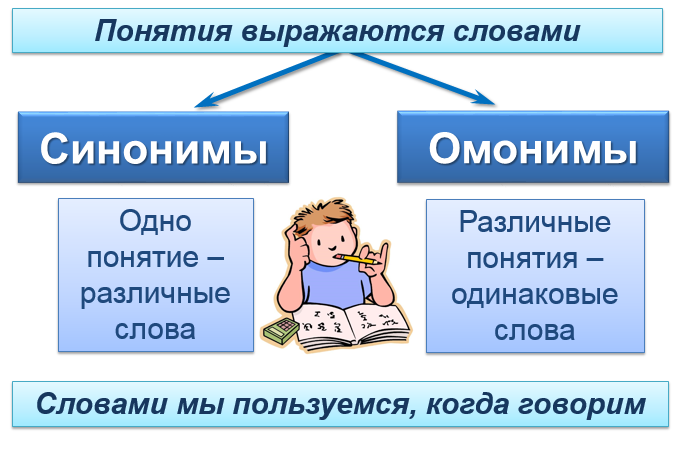 Понятия выражаются словами
Синонимы
Омонимы
Одно
понятие –
различные
слова
Различные
понятия –
одинаковые
слова
Словами мы пользуемся, когда говорим